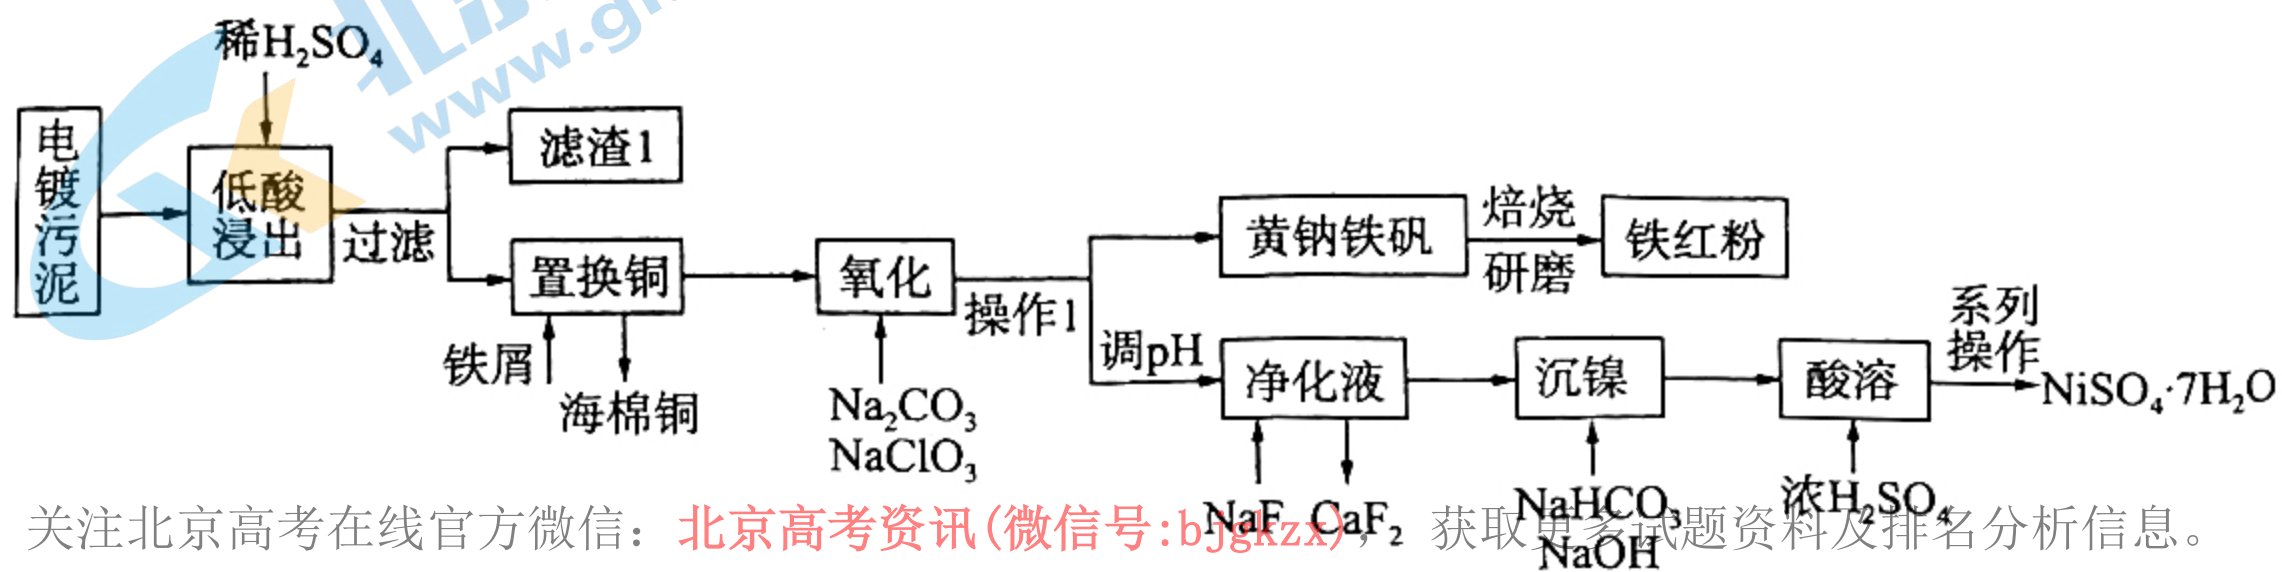 稀H₂SO₄
www.g
电镀污泥
低酸
浸出
过滤
滤渣1
置换铜
铁屑
海棉铜
氧化
Na₂CO₃
NaClO₃
操作1
黄钠铁矾
焙烧
研磨
铁红粉
调pH
净化液
NaF
CaF₂
沉镍
NaHCO₃
NaOH
酸溶
浓H₂SO₄
系列
操作
NiSO₄·7H₂O
关注北京高考在线官方微信：北京高考资讯(微信号:bjgkzx)，获取更多试题资料及排名分析信息。